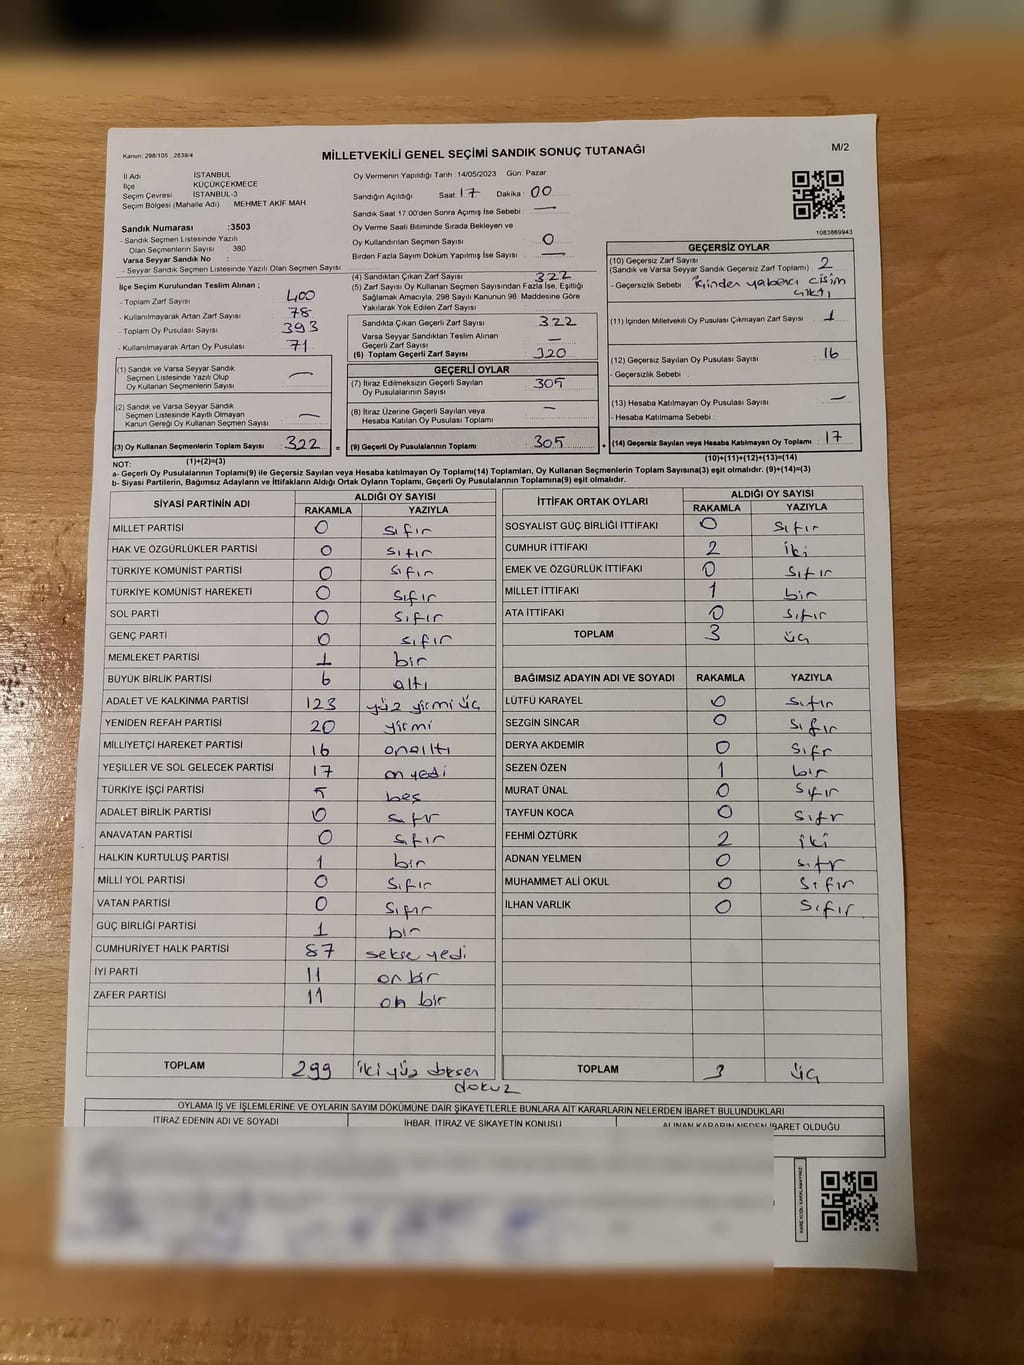 Kanun; 298/105 , 2839/4
MİLLETVEKİLİ GENEL SEÇİMİ SANDIK SONUÇ TUTANAĞI
M/2
İl Adı İSTANBUL
İlçe KÜÇÜKÇEKMECE
Seçim Çevresi İSTANBUL-3
Seçim Bölgesi (Mahalle Adı) MEHMET AKİF MAH
Sandık Numarası :3503
- Sandık Seçmen Listesinde Yazılı
Olan Seçmenlerin Sayısı : 380
Varsa Seyyar Sandık No :
- Seyyar Sandık Seçmen Listesinde Yazılı Olan Seçmen Sayısı
İlçe Seçim Kurulundan Teslim Alınan ;
- Toplam Zarf Sayısı : 400
- Kullanılmayarak Artan Zarf Sayısı : 78
- Toplam Oy Pusulası Sayısı : 393
- Kullanılmayarak Artan Oy Pusulası : 71
(1) Sandık ve Varsa Seyyar Sandık
Seçmen Listesinde Yazılı Olup
Oy Kullanan Seçmenlerin Sayısı : —
(2) Sandık ve Varsa Seyyar Sandık
Seçmen Listesinde Kayıtlı Olmayan
Kanun Gereği Oy Kullanan Seçmen Sayısı : —
(3) Oy Kullanan Seçmenlerin Toplam Sayısı : 322
(1)+(2)=(3)
Oy Vermenin Yapıldığı Tarih : 14/05/2023 Gün: Pazar
Sandığın Açıldığı Saat: 17 Dakika : 00
Sandık Saat 17.00'den Sonra Açımış İse Sebebi : —
Oy Verme Saati Bitiminde Sırada Bekleyen ve
Oy Kullandırılan Seçmen Sayısı : 0
Birden Fazla Sayım Döküm Yapılmış İse Sayısı : —
(4) Sandıktan Çıkan Zarf Sayısı : 322
(5) Zarf Sayısı Oy Kullanan Seçmen Sayısından Fazla İse, Eşitliği
Sağlamak Amacıyla, 298 Sayılı Kanunun 98. Maddesine Göre
Yakılarak Yok Edilen Zarf Sayısı :
Sandıkta Çıkan Geçerli Zarf Sayısı : 322
Varsa Seyyar Sandıktan Teslim Alınan
Geçerli Zarf Sayısı : —
(6) Toplam Geçerli Zarf Sayısı : 320
GEÇERLİ OYLAR
(7) İtiraz Edilmeksizin Geçerli Sayılan
Oy Pusulalarının Sayısı : 305
(8) İtiraz Üzerine Geçerli Sayılan veya
Hesaba Katılan Oy Pusulaları Toplamı : —
= (9) Geçerli Oy Pusulalarının Toplamı : 305
1083869943
GEÇERSİZ OYLAR
(10) Geçersiz Zarf Sayısı
(Sandık ve Varsa Seyyar Sandık Geçersiz Zarf Toplamı) : 2
- Geçersizlik Sebebi : içinden yabancı cisim
çıktı
(11) İçinden Milletvekili Oy Pusulası Çıkmayan Zarf Sayısı : 1
(12) Geçersiz Sayılan Oy Pusulası Sayısı : 16
- Geçersizlik Sebebi :
(13) Hesaba Katılmayan Oy Pusulası Sayısı : —
- Hesaba Katılmama Sebebi :
+ (14) Geçersiz Sayılan veya Hesaba Katılmayan Oy Toplamı : 17
(10)+(11)+(12)+(13)=(14)
NOT:
a- Geçerli Oy Pusulalarının Toplamı(9) ile Geçersiz Sayılan veya Hesaba katılmayan Oy Toplamı(14) Toplamları, Oy Kullanan Seçmenlerin Toplam Sayısına(3) eşit olmalıdır. (9)+(14)=(3)
b- Siyasi Partilerin, Bağımsız Adayların ve İttifakların Aldığı Ortak Oyların Toplamı, Geçerli Oy Pusulalarının Toplamına(9) eşit olmalıdır.
SİYASİ PARTİNİN ADI ALDIĞI OY SAYISI
RAKAMLA YAZIYLA
MİLLET PARTİSİ 0 sıfır
HAK VE ÖZGÜRLÜKLER PARTİSİ 0 sıfır
TÜRKİYE KOMÜNİST PARTİSİ 0 sıfır
TÜRKİYE KOMÜNİST HAREKETİ 0 sıfır
SOL PARTİ 0 sıfır
GENÇ PARTİ 0 sıfır
MEMLEKET PARTİSİ 1 bir
BÜYÜK BİRLİK PARTİSİ 6 altı
ADALET VE KALKINMA PARTİSİ 123 yüz yirmi üç
YENİDEN REFAH PARTİSİ 20 yirmi
MİLLİYETÇİ HAREKET PARTİSİ 16 onaltı
YEŞİLLER VE SOL GELECEK PARTİSİ 17 on yedi
TÜRKİYE İŞÇİ PARTİSİ 5 beş
ADALET BİRLİK PARTİSİ 0 sıfır
ANAVATAN PARTİSİ 0 sıfır
HALKIN KURTULUŞ PARTİSİ 1 bir
MİLLİ YOL PARTİSİ 0 sıfır
VATAN PARTİSİ 0 sıfır
GÜÇ BİRLİĞİ PARTİSİ 1 bir
CUMHURİYET HALK PARTİSİ 87 sekse yedi
İYİ PARTİ 11 on bir
ZAFER PARTİSİ 11 on bir
TOPLAM 299 iki yüz doksan
dokuz
İTTİFAK ORTAK OYLARI ALDIĞI OY SAYISI
RAKAMLA YAZIYLA
SOSYALİST GÜÇ BİRLİĞİ İTTİFAKI 0 sıfır
CUMHUR İTTİFAKI 2 iki
EMEK VE ÖZGÜRLÜK İTTİFAKI 0 sıfır
MİLLET İTTİFAKI 1 bir
ATA İTTİFAKI 0 sıfır
TOPLAM 3 üç
BAĞIMSIZ ADAYIN ADI VE SOYADI RAKAMLA YAZIYLA
LÜTFÜ KARAYEL 0 sıfır
SEZGİN SİNCAR 0 sıfır
DERYA AKDEMİR 0 sıfr
SEZEN ÖZEN 1 bir
MURAT ÜNAL 0 sıfır
TAYFUN KOCA 0 sıfr
FEHMİ ÖZTÜRK 2 iki
ADNAN YELMEN 0 sıfr
MUHAMMET ALİ OKUL 0 sıfır
İLHAN VARLIK 0 sıfır
TOPLAM 3 üç
OYLAMA İŞ VE İŞLEMLERİNE VE OYLARIN SAYIM DÖKÜMÜNE DAİR ŞİKAYETLERLE BUNLARA AİT KARARLARIN NELERDEN İBARET BULUNDUKLARI
İTİRAZ EDENİN ADI VE SOYADI İHBAR, İTİRAZ VE ŞİKAYETİN KONUSU ALINAN KARARIN NEDEN İBARET OLDUĞU
KARE KODU KARALAMAYINIZ!